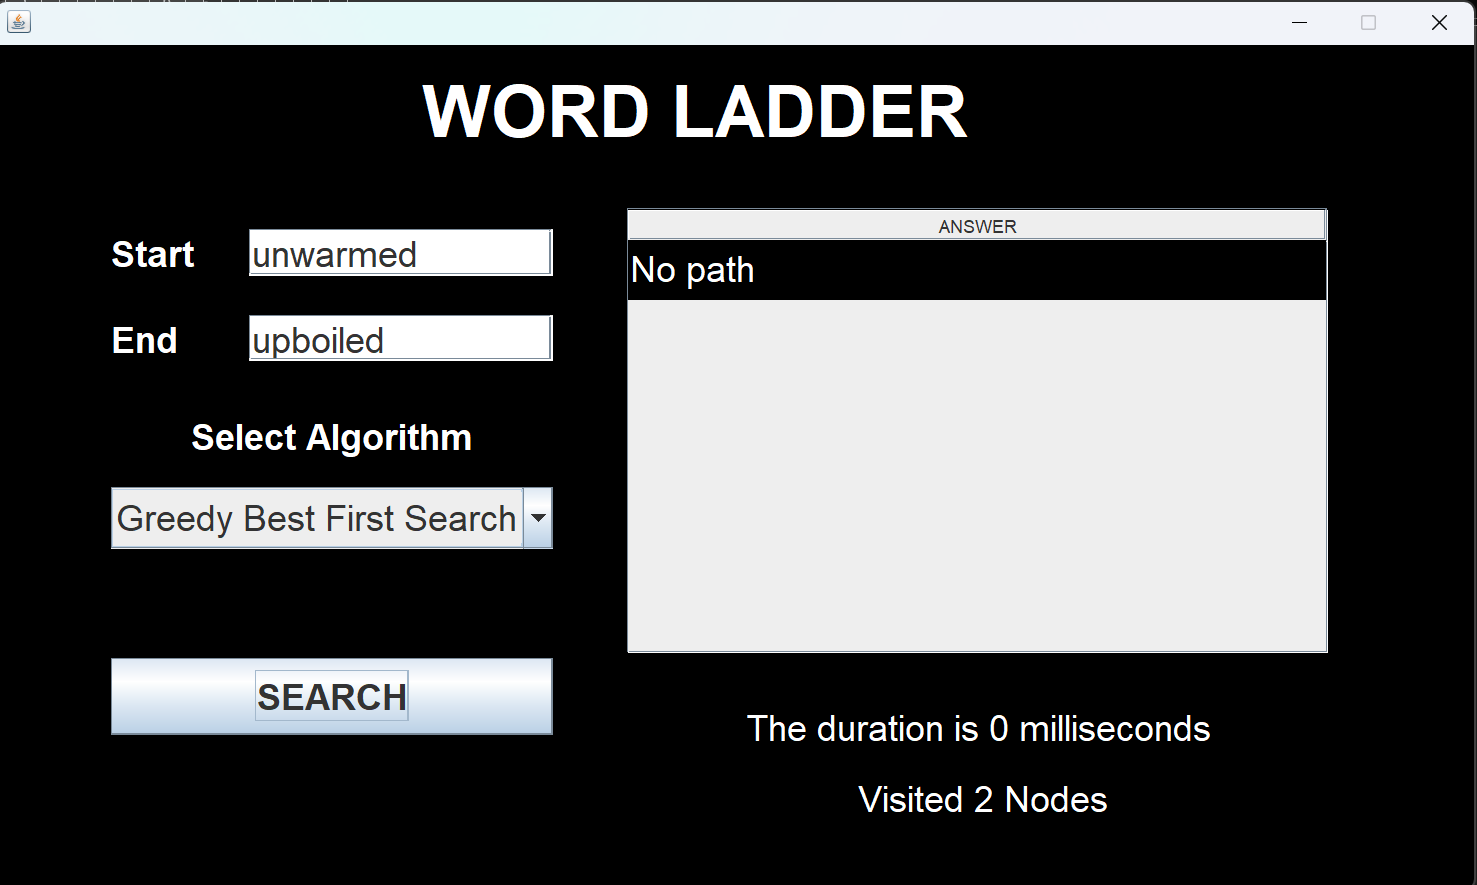 WORD LADDER
Start
unwarmed
End
upboiled
Select Algorithm
Greedy Best First Search
SEARCH
ANSWER
No path
The duration is 0 milliseconds
Visited 2 Nodes